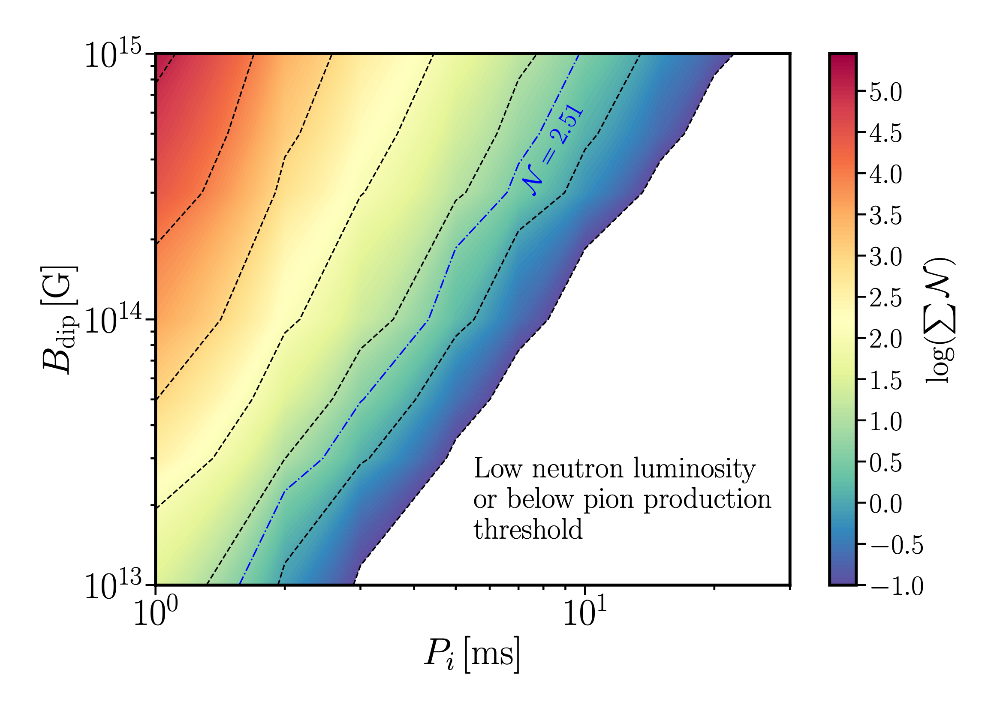 10^15
10^14
10^13
B_dip [G]
10^0
10^1
P_i [ms]
𝒩 = 2.51
Low neutron luminosity
or below pion production
threshold
5.0
4.5
4.0
3.5
3.0
2.5
2.0
1.5
1.0
0.5
0.0
−0.5
−1.0
log(∑ 𝒩)